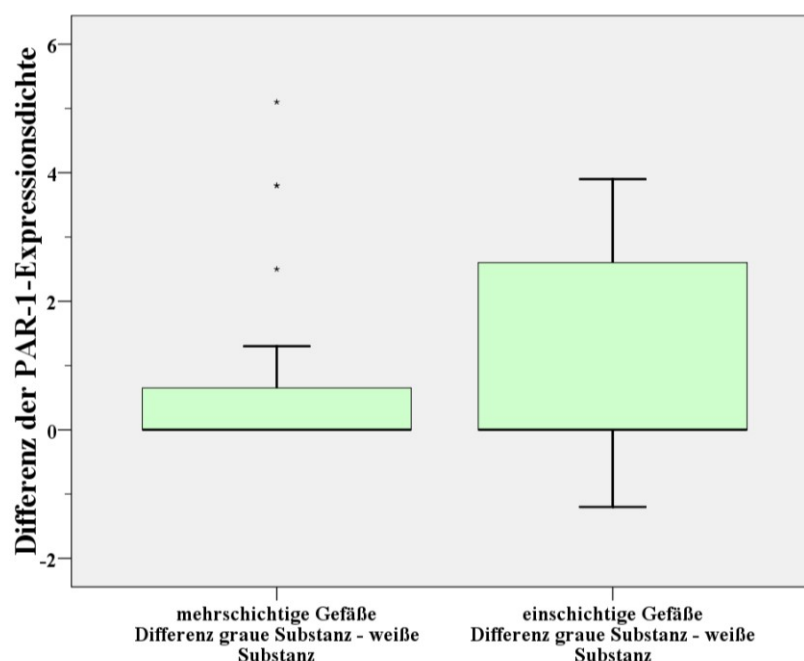 Differenz der PAR-1-Expressionsdichte
6
4
2
0
-2
mehrschichtige Gefäße
Differenz graue Substanz - weiße
Substanz
einschichtige Gefäße
Differenz graue Substanz - weiße
Substanz